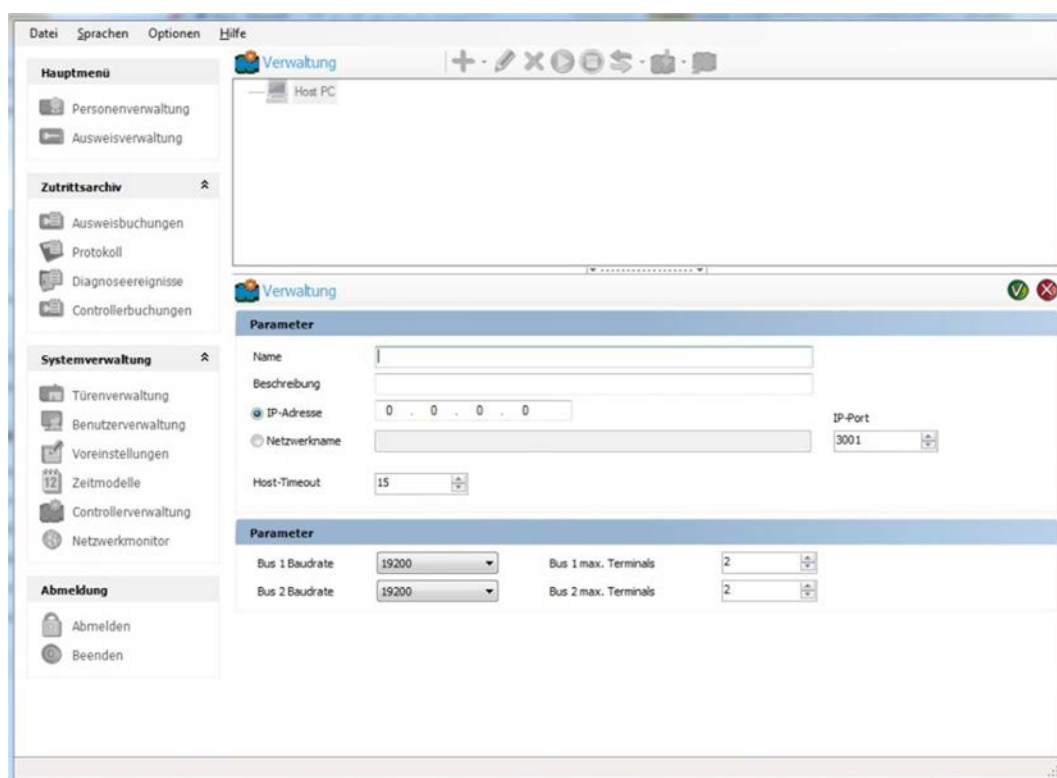 Datei Sprachen Optionen Hilfe
Hauptmenü
Personenverwaltung
Ausweisverwaltung
Zutrittsarchiv
Ausweisbuchungen
Protokoll
Diagnoseereignisse
Controllerbuchungen
Systemverwaltung
Türenverwaltung
Benutzerverwaltung
Voreinstellungen
12 Zeitmodelle
Controllerverwaltung
Netzwerkmonitor
Abmeldung
Abmelden
Beenden
Verwaltung
Host PC
Verwaltung
Parameter
Name
Beschreibung
IP-Adresse 0 . 0 . 0 . 0
IP-Port
Netzwerkname 3001
Host-Timeout 15
Parameter
Bus 1 Baudrate 19200 Bus 1 max. Terminals 2
Bus 2 Baudrate 19200 Bus 2 max. Terminals 2